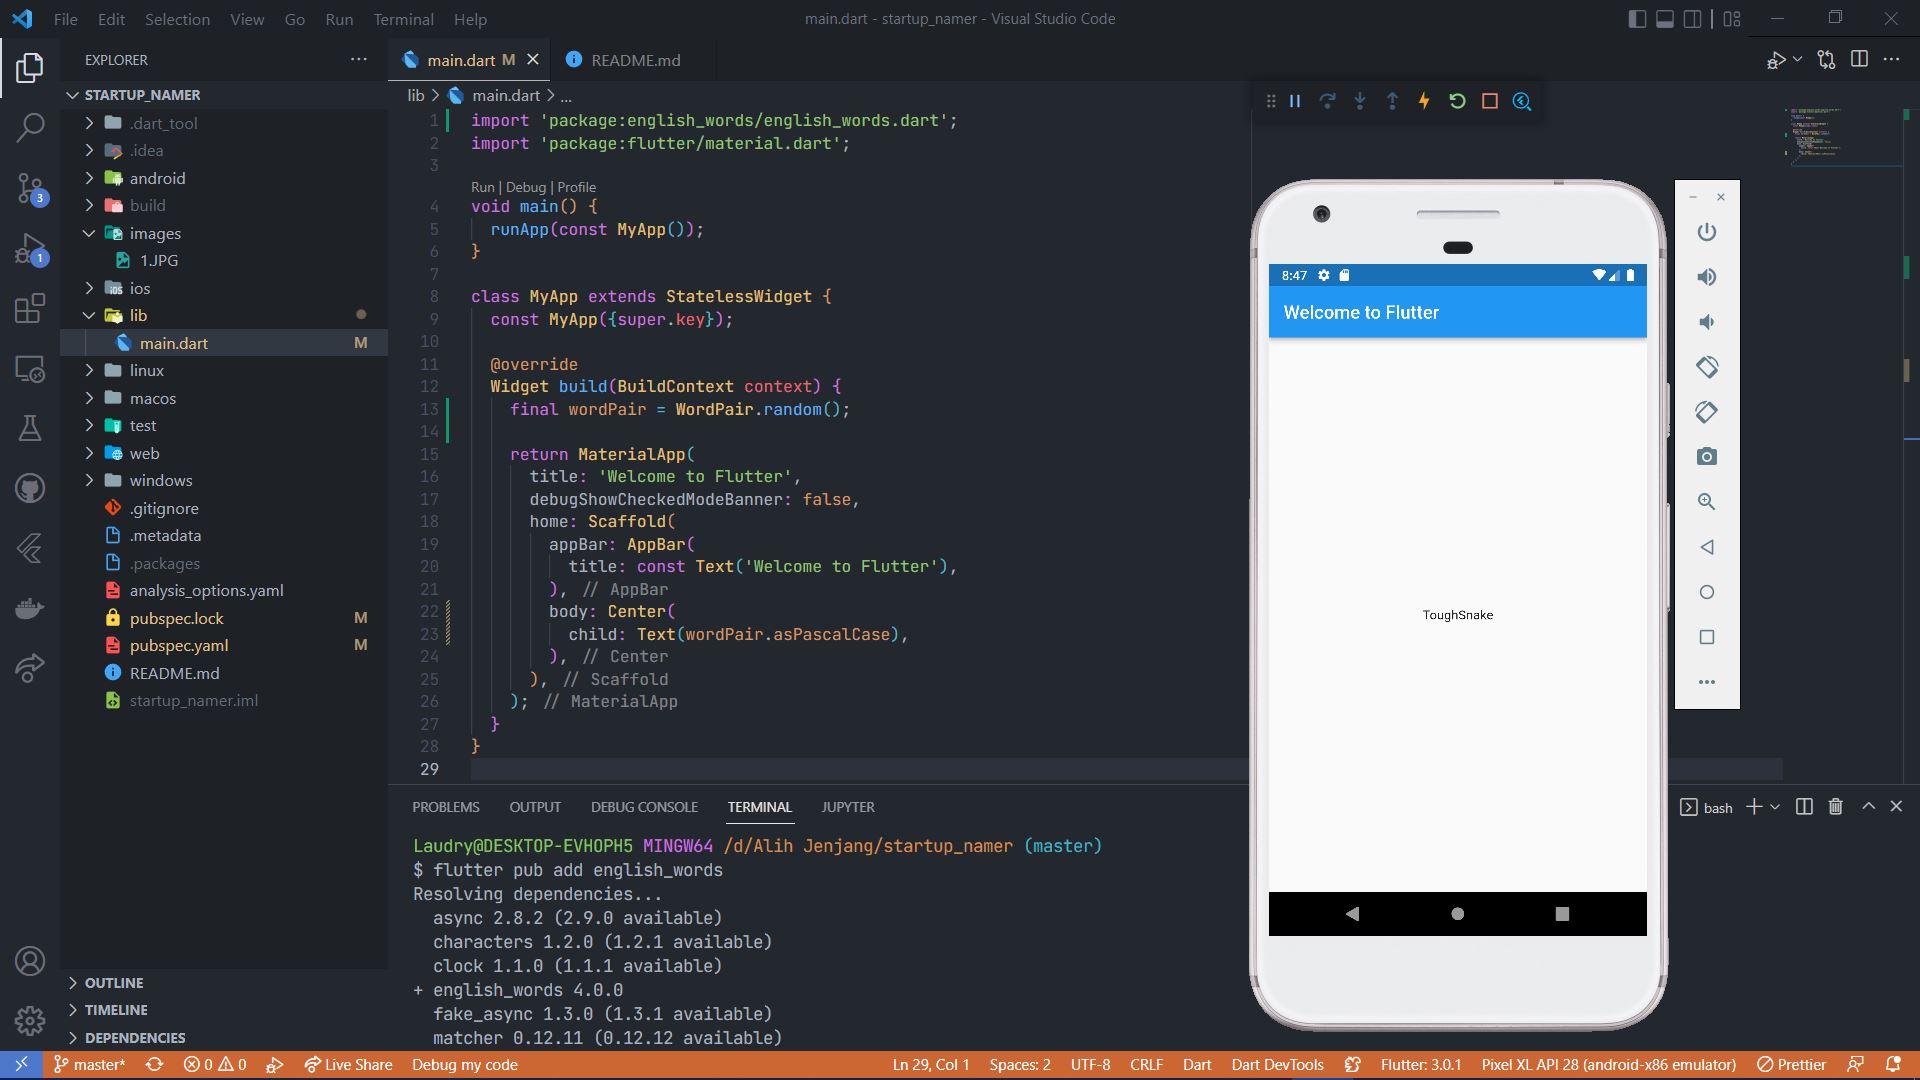 File Edit Selection View Go Run Terminal Help
main.dart - startup_namer - Visual Studio Code
EXPLORER
STARTUP_NAMER
.dart_tool
.idea
android
build
images
1.JPG
ios
lib
main.dart M
linux
macos
test
web
windows
.gitignore
.metadata
.packages
analysis_options.yaml
pubspec.lock M
pubspec.yaml M
README.md
startup_namer.iml
OUTLINE
TIMELINE
DEPENDENCIES
3
1
main.dart M
README.md
lib > main.dart > ...
1 import 'package:english_words/english_words.dart';
2 import 'package:flutter/material.dart';
3
Run | Debug | Profile
4 void main() {
5 runApp(const MyApp());
6 }
7
8 class MyApp extends StatelessWidget {
9 const MyApp({super.key});
10
11 @override
12 Widget build(BuildContext context) {
13 final wordPair = WordPair.random();
14
15 return MaterialApp(
16 title: 'Welcome to Flutter',
17 debugShowCheckedModeBanner: false,
18 home: Scaffold(
19 appBar: AppBar(
20 title: const Text('Welcome to Flutter'),
21 ), // AppBar
22 body: Center(
23 child: Text(wordPair.asPascalCase),
24 ), // Center
25 ), // Scaffold
26 ); // MaterialApp
27 }
28 }
29
8:47
Welcome to Flutter
ToughSnake
PROBLEMS OUTPUT DEBUG CONSOLE TERMINAL JUPYTER
bash
Laudry@DESKTOP-EVHOPH5 MINGW64 /d/Alih Jenjang/startup_namer (master)
$ flutter pub add english_words
Resolving dependencies...
async 2.8.2 (2.9.0 available)
characters 1.2.0 (1.2.1 available)
clock 1.1.0 (1.1.1 available)
+ english_words 4.0.0
fake_async 1.3.0 (1.3.1 available)
matcher 0.12.11 (0.12.12 available)
master* 0 0 Live Share Debug my code Ln 29, Col 1 Spaces: 2 UTF-8 CRLF Dart Dart DevTools Flutter: 3.0.1 Pixel XL API 28 (android-x86 emulator) Prettier